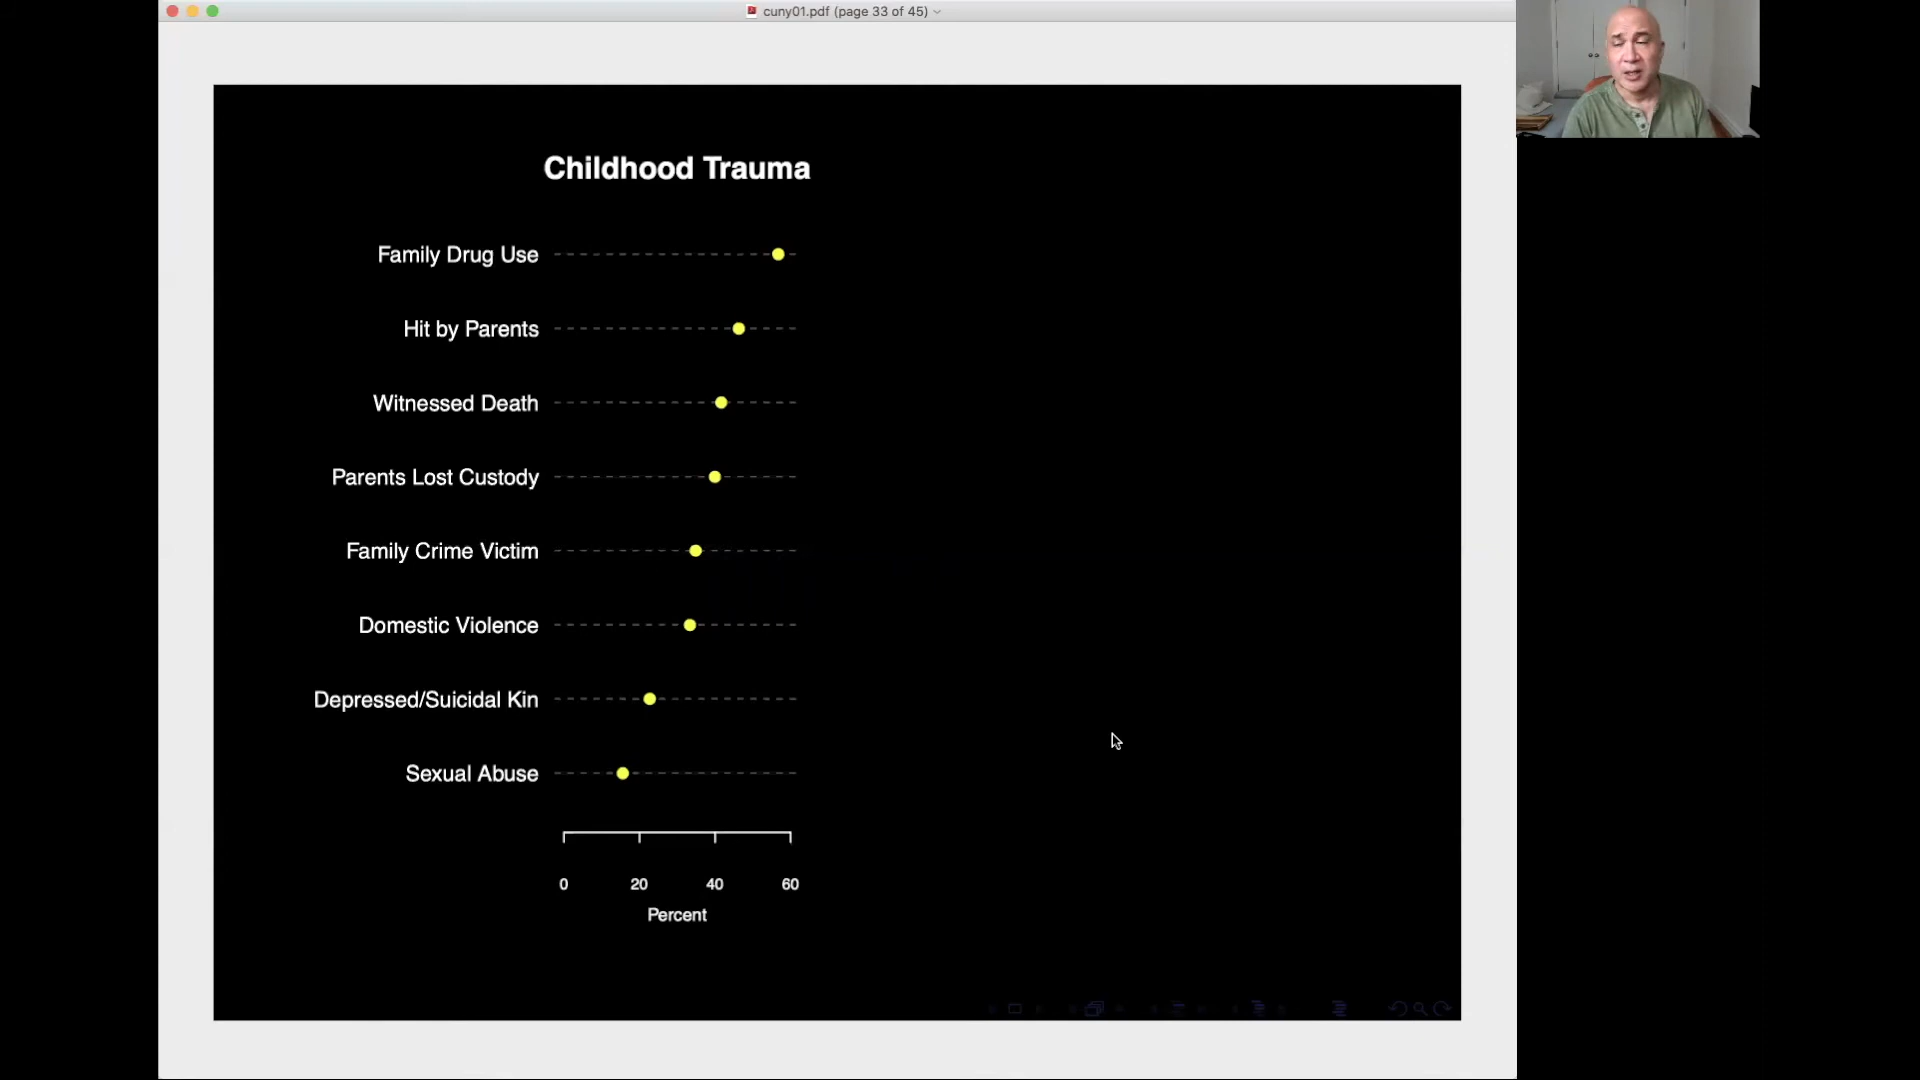 cuny01.pdf (page 33 of 45)
Childhood Trauma
Family Drug Use
Hit by Parents
Witnessed Death
Parents Lost Custody
Family Crime Victim
Domestic Violence
Depressed/Suicidal Kin
Sexual Abuse
0 20 40 60
Percent